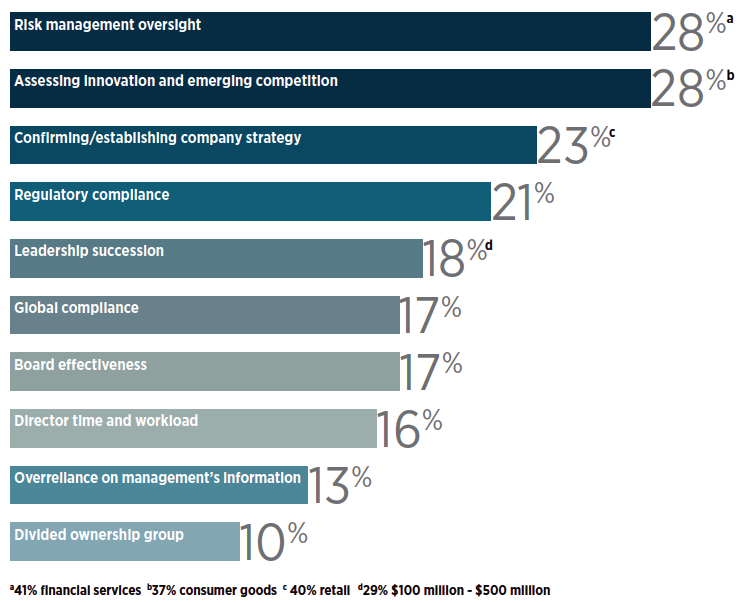 Risk management oversight 28%a
Assessing innovation and emerging competition 28%b
Confirming/establishing company strategy 23%c
Regulatory compliance 21%
Leadership succession 18%d
Global compliance 17%
Board effectiveness 17%
Director time and workload 16%
Overreliance on management's information 13%
Divided ownership group 10%
a41% financial services b37% consumer goods c 40% retail d29% $100 million - $500 million